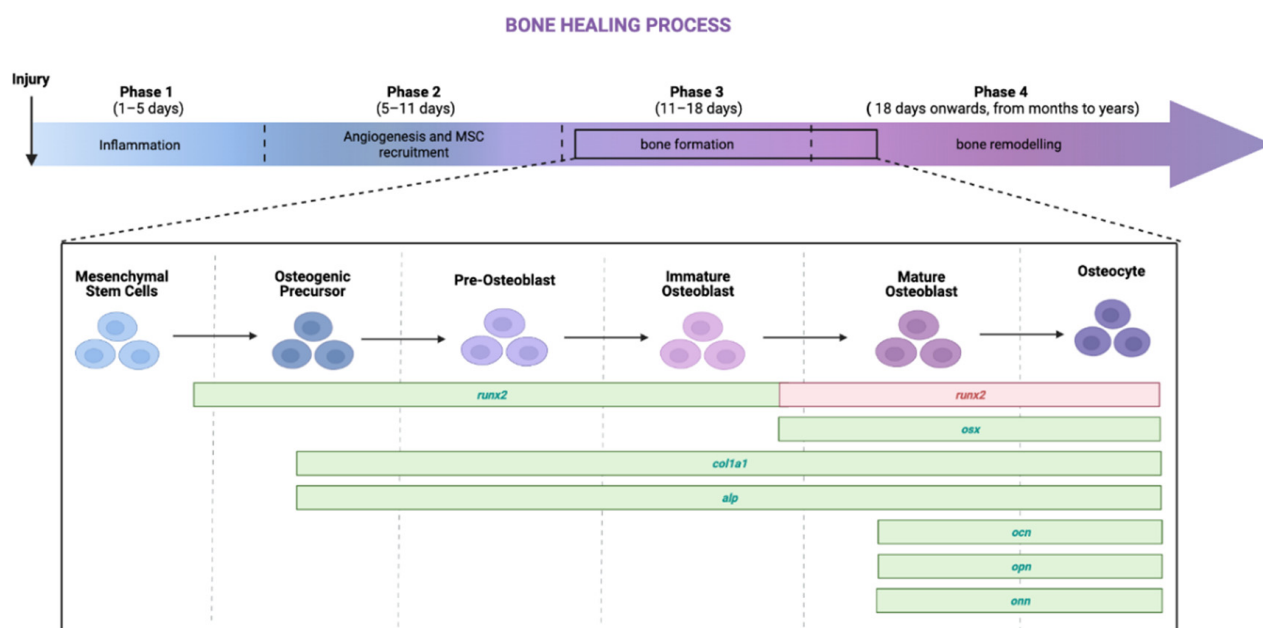 BONE HEALING PROCESS
Injury
Phase 1
(1–5 days)
Phase 2
(5–11 days)
Phase 3
(11–18 days)
Phase 4
( 18 days onwards, from months to years)
Inflammation
Angiogenesis and MSC
recruitment
bone formation
bone remodelling
Mesenchymal
Stem Cells
Osteogenic
Precursor
Pre-Osteoblast
Immature
Osteoblast
Mature
Osteoblast
Osteocyte
runx2
runx2
osx
col1a1
alp
ocn
opn
onn